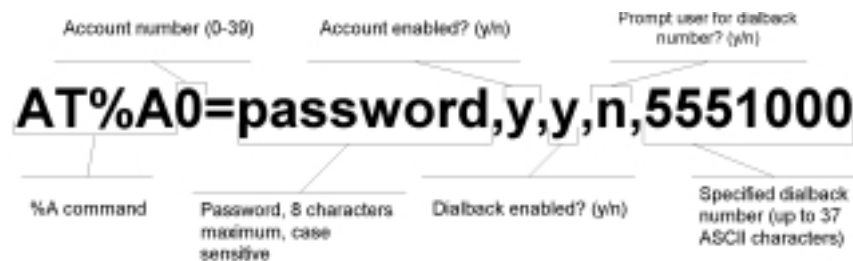 Account number (0-39)
Account enabled? (y/n)
Prompt user for dialback
number? (y/n)
AT%A0=password,y,y,n,5551000
%A command
Password, 8 characters
maximum, case
sensitive
Dialback enabled? (y/n)
Specified dialback
number (up to 37
ASCII characters)